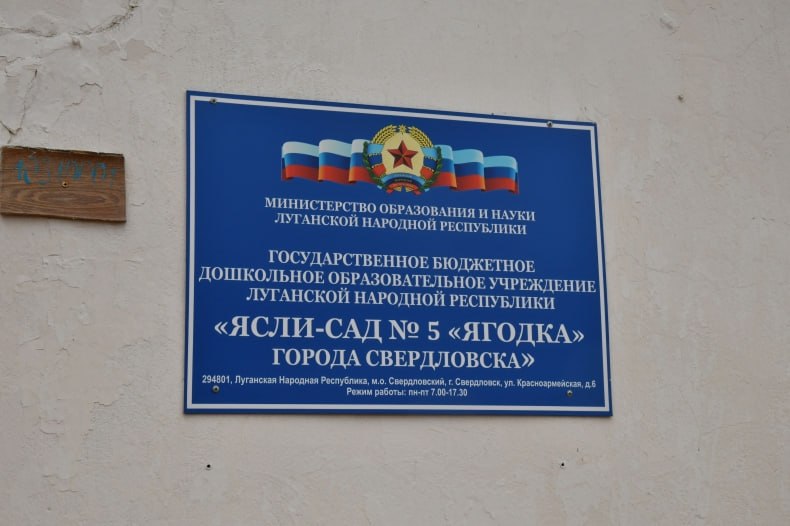 МИНИСТЕРСТВО ОБРАЗОВАНИЯ И НАУКИ
ЛУГАНСКОЙ НАРОДНОЙ РЕСПУБЛИКИ
ГОСУДАРСТВЕННОЕ БЮДЖЕТНОЕ
ДОШКОЛЬНОЕ ОБРАЗОВАТЕЛЬНОЕ УЧРЕЖДЕНИЕ
ЛУГАНСКОЙ НАРОДНОЙ РЕСПУБЛИКИ
«ЯСЛИ-САД № 5 «ЯГОДКА»
ГОРОДА СВЕРДЛОВСКА»
294801, Луганская Народная Республика, м.о. Свердловский, г. Свердловск, ул. Красноармейская, д.6
Режим работы: пн-пт 7.00-17.30